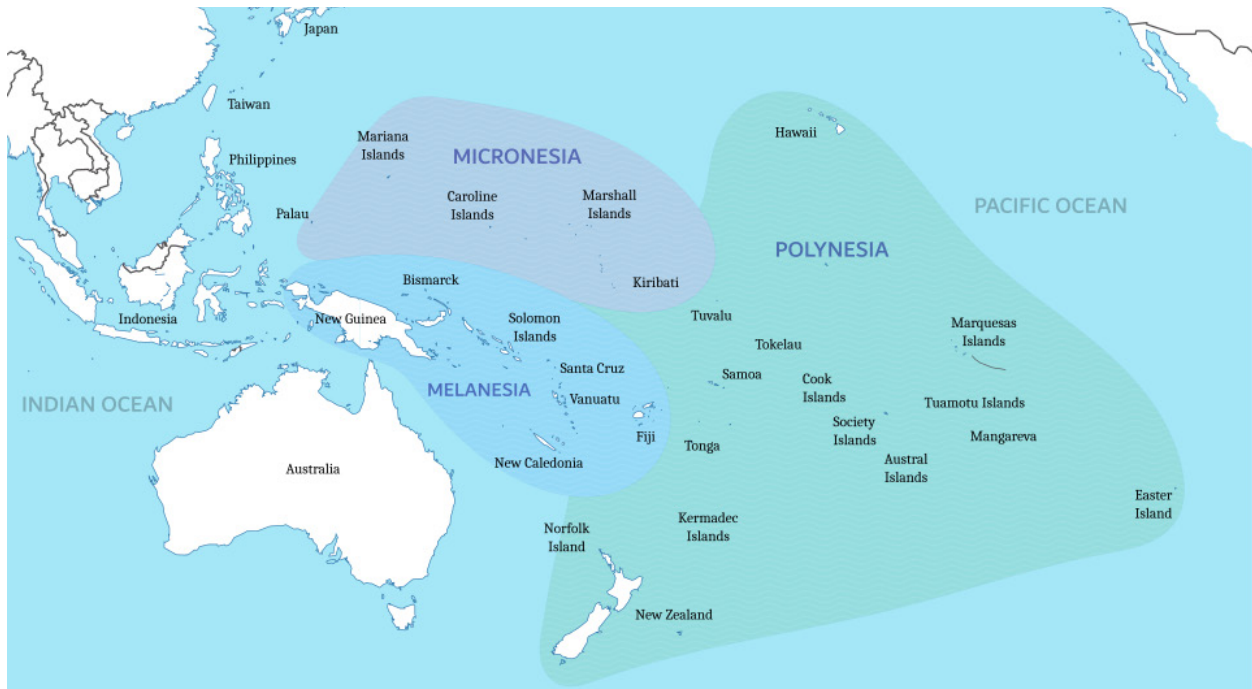 Japan
Taiwan
Hawaii
Mariana
Islands
MICRONESIA
Philippines
Caroline
Islands
Marshall
Islands
PACIFIC OCEAN
Palau
POLYNESIA
Bismarck
Kiribati
Indonesia
New Guinea
Solomon
Islands
Tuvalu
Marquesas
Islands
Tokelau
Santa Cruz
Samoa
Cook
Islands
MELANESIA
Vanuatu
INDIAN OCEAN
Tuamotu Islands
Society
Islands
Fiji
Tonga
Mangareva
New Caledonia
Australia
Austral
Islands
Easter
Island
Kermadec
Islands
Norfolk
Island
New Zealand